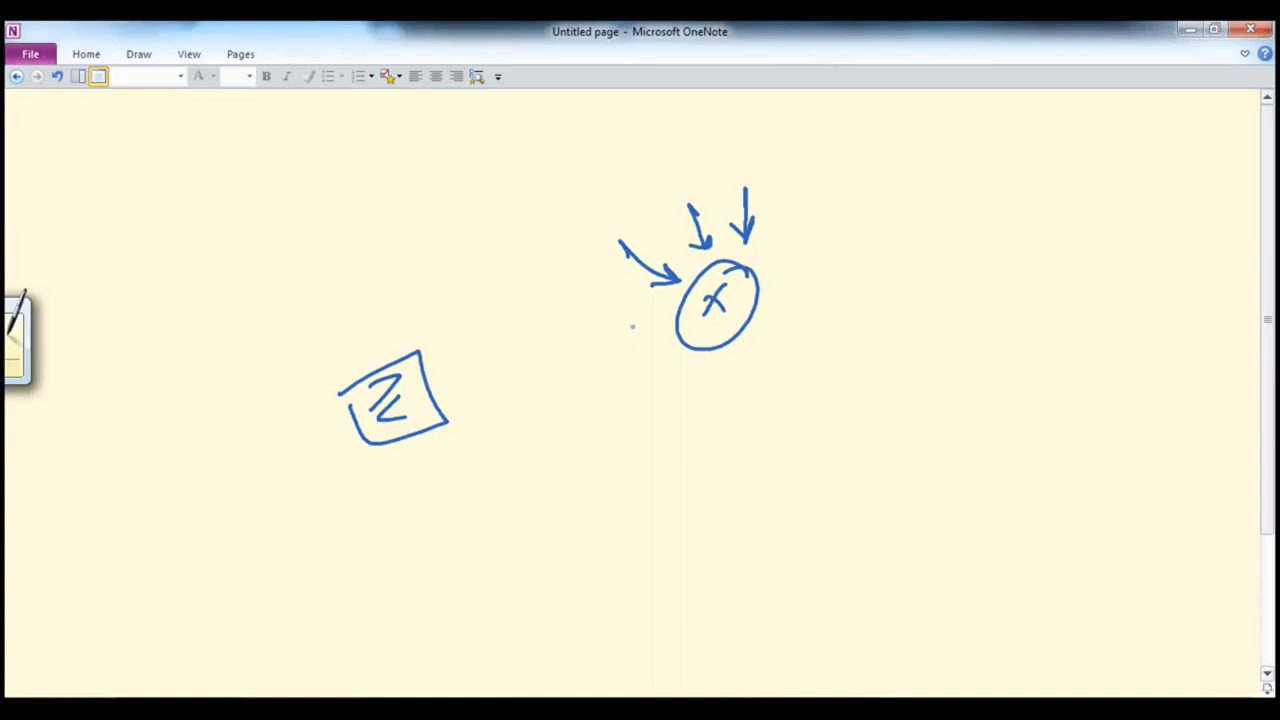 Untitled page - Microsoft OneNote
N
File Home Draw View Pages
A B I
x